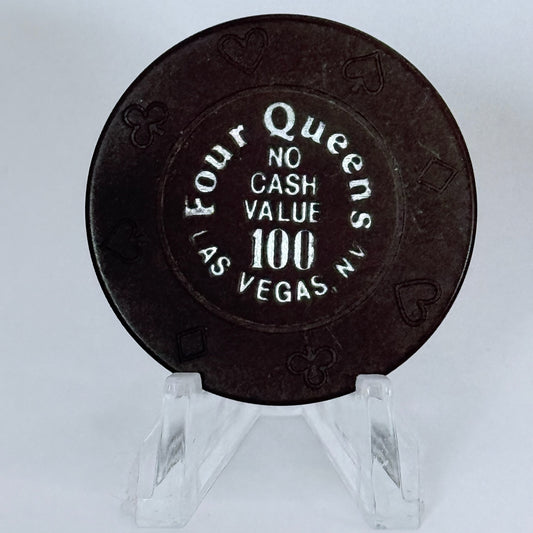 Four Queens
NO
CASH
VALUE
100
LAS VEGAS, NV